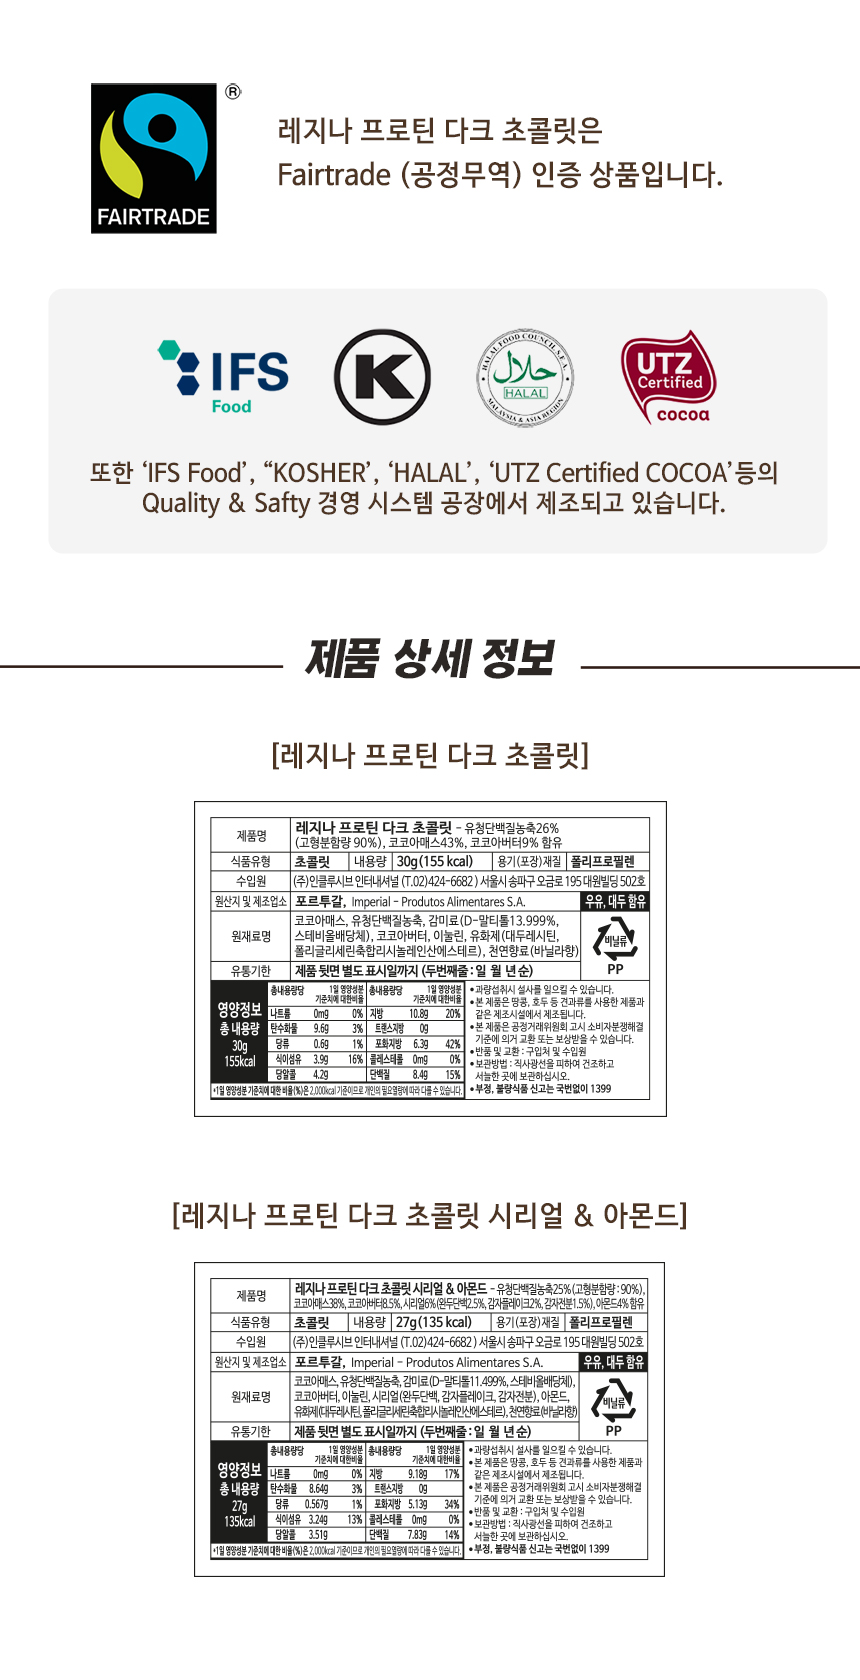 FAIRTRADE
®
레지나 프로틴 다크 초콜릿은
Fairtrade (공정무역) 인증 상품입니다.
IFS
Food
K
HALAL FOOD COUNCIL S.E.A.
حلال
HALAL
MALAYSIA & ASIA REGION
UTZ
Certified
cocoa
또한 ‘IFS Food’, “KOSHER’, ‘HALAL’, ‘UTZ Certified COCOA’ 등의
Quality & Safty 경영 시스템 공장에서 제조되고 있습니다.
제품 상세 정보
[레지나 프로틴 다크 초콜릿]
제품명 레지나 프로틴 다크 초콜릿 - 유청단백질농축26%
(고형분함량 90%), 코코아매스43%, 코코아버터9% 함유
식품유형 초콜릿 내용량 30g(155 kcal) 용기(포장)재질 폴리프로필렌
수입원 (주)인클루시브 인터내셔널 (T.02)424-6682 ) 서울시 송파구 오금로 195 대원빌딩 502호
원산지 및 제조업소 포르투갈, Imperial - Produtos Alimentares S.A. 우유, 대두 함유
원재료명 코코아매스, 유청단백질농축, 감미료(D-말티톨13.999%,
스테비올배당체), 코코아버터, 이눌린, 유화제(대두레시틴,
폴리글리세린축합리시놀레인산에스테르), 천연향료(바닐라향)
비닐류
PP
유통기한 제품 뒷면 별도 표시일까지 (두번째줄 : 일 월 년 순)
영양정보
총 내용량
30g
155kcal
총내용량당 1일 영양성분 기준치에 대한비율 총내용량당 1일 영양성분 기준치에 대한비율
나트륨 0mg 0% 지방 10.8g 20%
탄수화물 9.6g 3% 트랜스지방 0g
당류 0.6g 1% 포화지방 6.3g 42%
식이섬유 3.9g 16% 콜레스테롤 0mg 0%
당알콜 4.2g 단백질 8.4g 15%
*1일 영양성분 기준치에 대한 비율(%)은 2,000kcal 기준이므로 개인의 필요열량에 따라 다를 수 있습니다.
• 과량섭취시 설사를 일으킬 수 있습니다.
• 본 제품은 땅콩, 호두 등 견과류를 사용한 제품과
같은 제조시설에서 제조됩니다.
• 본 제품은 공정거래위원회 고시 소비자분쟁해결
기준에 의거 교환 또는 보상받을 수 있습니다.
• 반품 및 교환 : 구입처 및 수입원
• 보관방법 : 직사광선을 피하여 건조하고
서늘한 곳에 보관하십시오.
• 부정, 불량식품 신고는 국번없이 1399
[레지나 프로틴 다크 초콜릿 시리얼 & 아몬드]
제품명 레지나 프로틴 다크 초콜릿 시리얼 & 아몬드 - 유청단백질농축25%(고형분함량 : 90%),
코코아매스38%, 코코아버터8.5%, 시리얼6%(완두단백2.5%, 감자플레이크2%, 감자전분1.5%), 아몬드4% 함유
식품유형 초콜릿 내용량 27g(135 kcal) 용기(포장)재질 폴리프로필렌
수입원 (주)인클루시브 인터내셔널 (T.02)424-6682 ) 서울시 송파구 오금로 195 대원빌딩 502호
원산지 및 제조업소 포르투갈, Imperial - Produtos Alimentares S.A. 우유, 대두 함유
원재료명 코코아매스, 유청단백질농축, 감미료(D-말티톨11.499%, 스테비올배당체),
코코아버터, 이눌린, 시리얼(완두단백, 감자플레이크, 감자전분), 아몬드,
유화제(대두레시틴, 폴리글리세린축합리시놀레인산에스테르), 천연향료(바닐라향)
비닐류
PP
유통기한 제품 뒷면 별도 표시일까지 (두번째줄 : 일 월 년 순)
영양정보
총 내용량
27g
135kcal
총내용량당 1일 영양성분 기준치에 대한비율 총내용량당 1일 영양성분 기준치에 대한비율
나트륨 0mg 0% 지방 9.18g 17%
탄수화물 8.64g 3% 트랜스지방 0g
당류 0.567g 1% 포화지방 5.13g 34%
식이섬유 3.24g 13% 콜레스테롤 0mg 0%
당알콜 3.51g 단백질 7.83g 14%
*1일 영양성분 기준치에 대한 비율(%)은 2,000kcal 기준이므로 개인의 필요열량에 따라 다를 수 있습니다.
• 과량섭취시 설사를 일으킬 수 있습니다.
• 본 제품은 땅콩, 호두 등 견과류를 사용한 제품과
같은 제조시설에서 제조됩니다.
• 본 제품은 공정거래위원회 고시 소비자분쟁해결
기준에 의거 교환 또는 보상받을 수 있습니다.
• 반품 및 교환 : 구입처 및 수입원
• 보관방법 : 직사광선을 피하여 건조하고
서늘한 곳에 보관하십시오.
• 부정, 불량식품 신고는 국번없이 1399